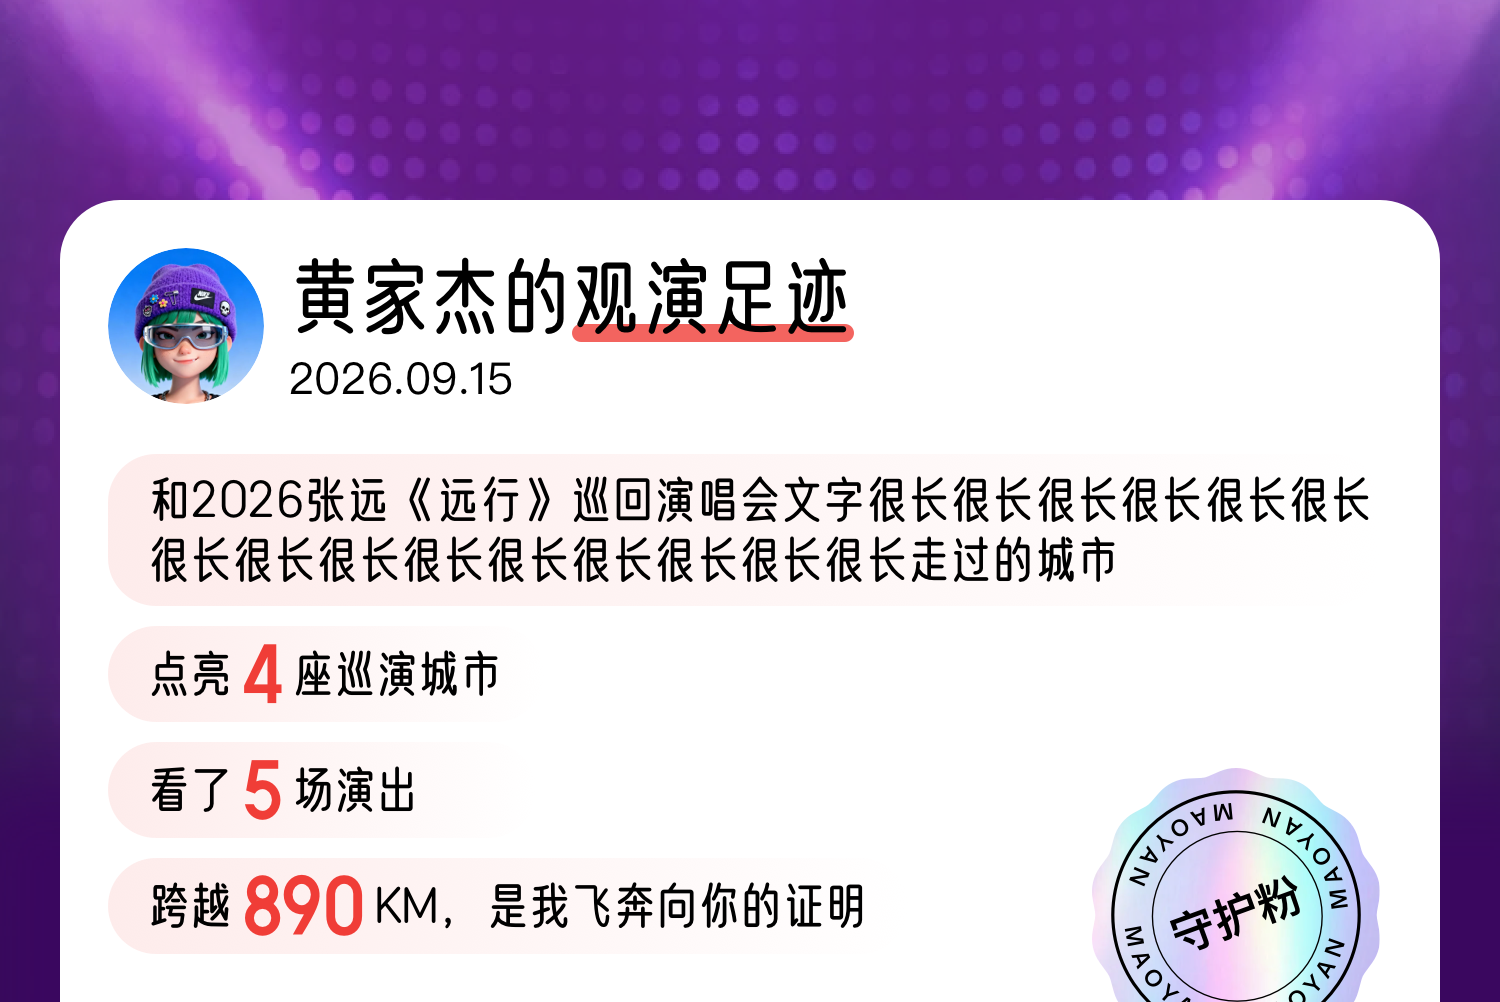 黄家杰的观演足迹
2026.09.15
和2026张远《远行》巡回演唱会文字很长很长很长很长很长很长
很长很长很长很长很长很长很长很长很长走过的城市
点亮 4 座巡演城市
看了 5 场演出
跨越 890 KM，是我飞奔向你的证明
MAOYAN MAOYAN MAOYAN
守护粉